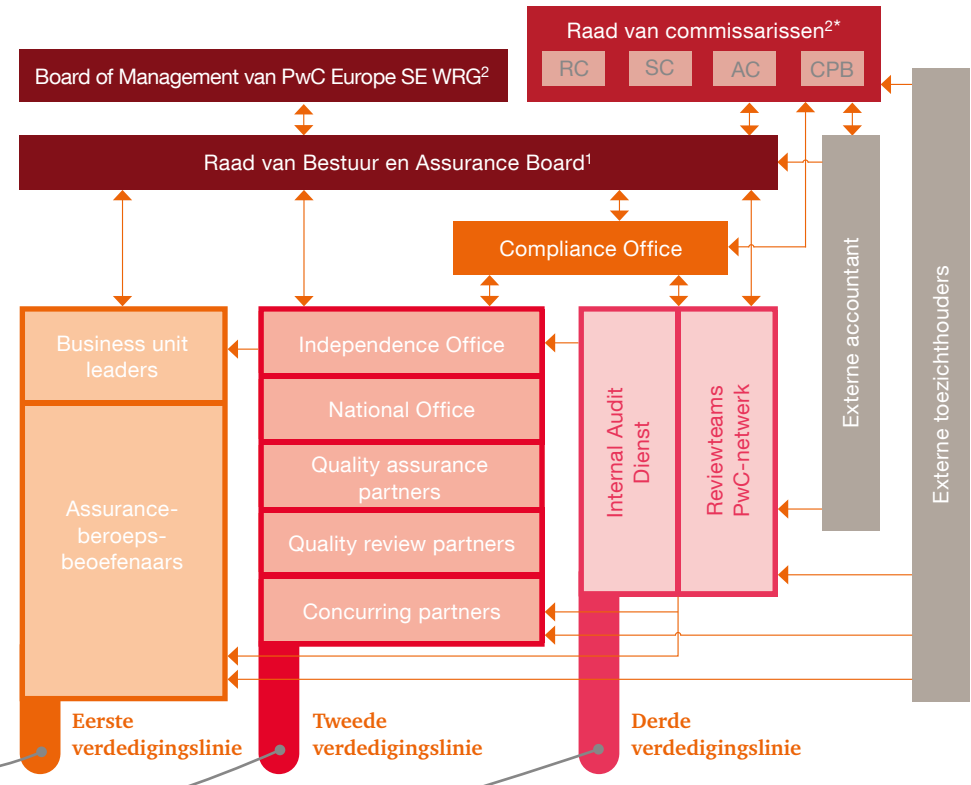 Raad van commissarissen2*
RC
SC
AC
CPB
Board of Management van PwC Europe SE WRG2
Raad van Bestuur en Assurance Board1
Compliance Office
Business unit
leaders
Assurance-
beroeps-
beoefenaars
Independence Office
National Office
Quality assurance
partners
Quality review partners
Concurring partners
Internal Audit
Dienst
Reviewteams
PwC-netwerk
Externe accountant
Externe toezichthouders
Eerste
verdedigingslinie
Tweede
verdedigingslinie
Derde
verdedigingslinie